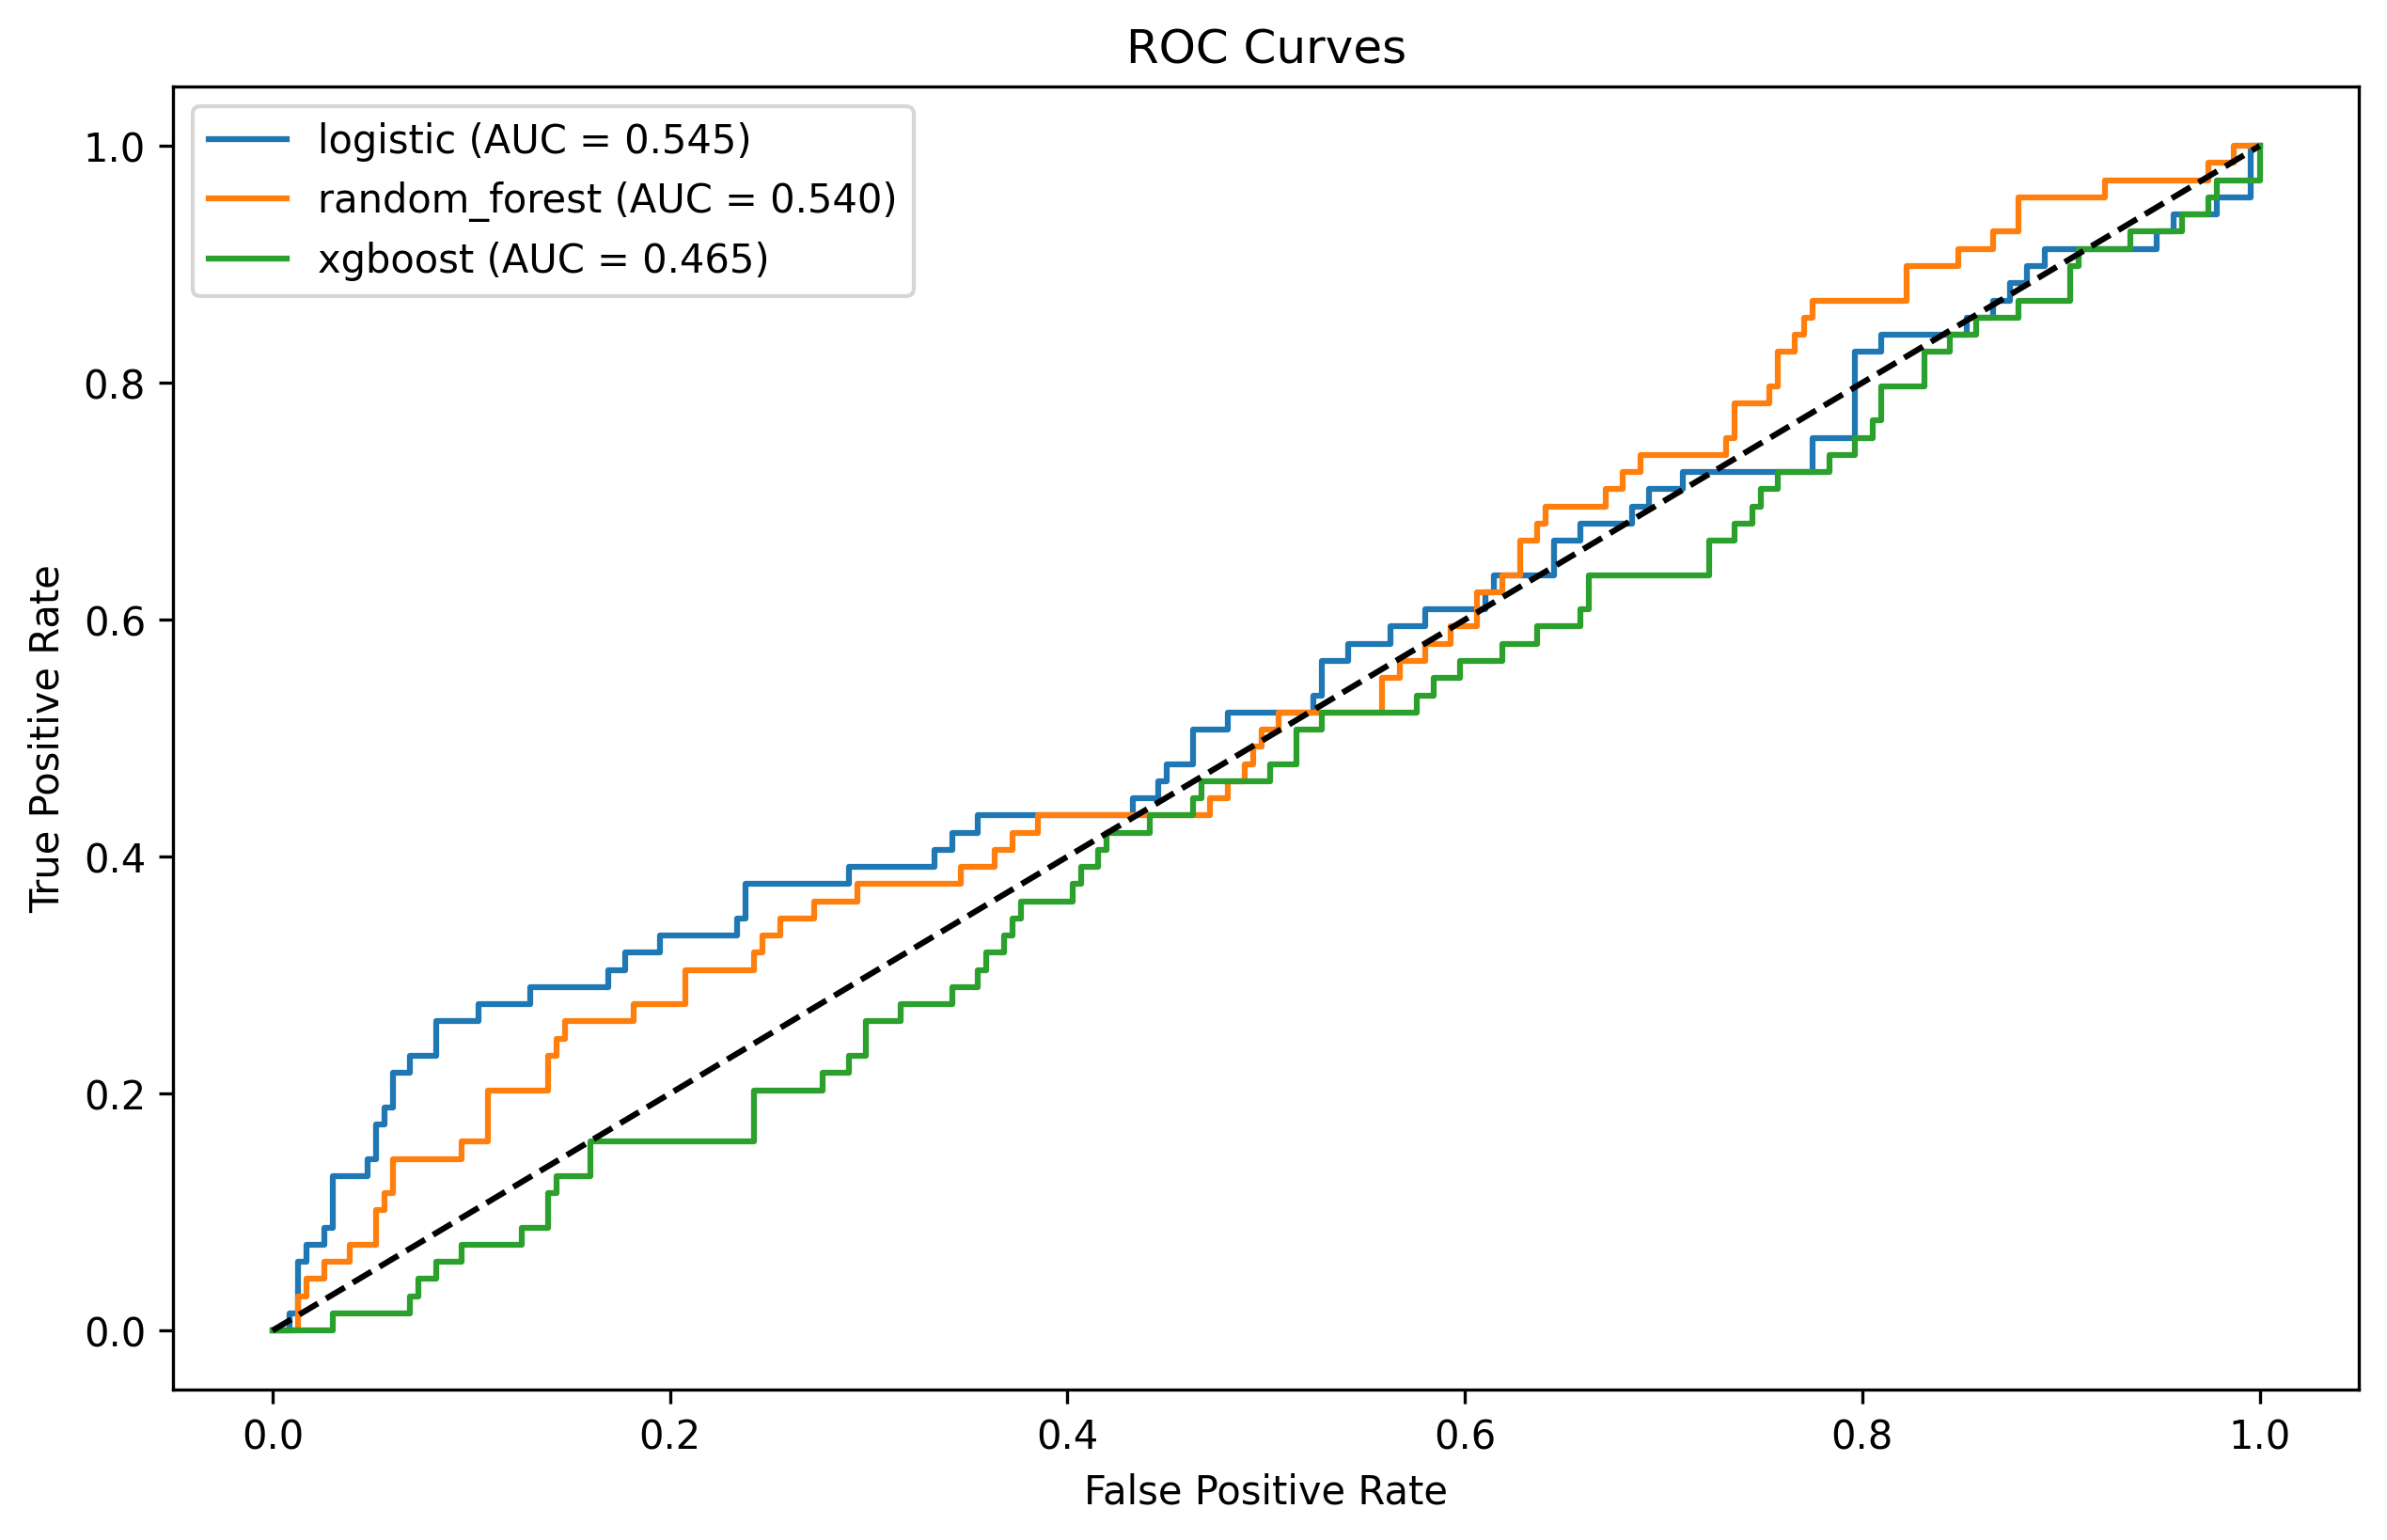 ROC Curves
logistic (AUC = 0.545)
random_forest (AUC = 0.540)
xgboost (AUC = 0.465)
True Positive Rate
1.0
0.8
0.6
0.4
0.2
0.0
0.0 0.2 0.4 0.6 0.8 1.0
False Positive Rate